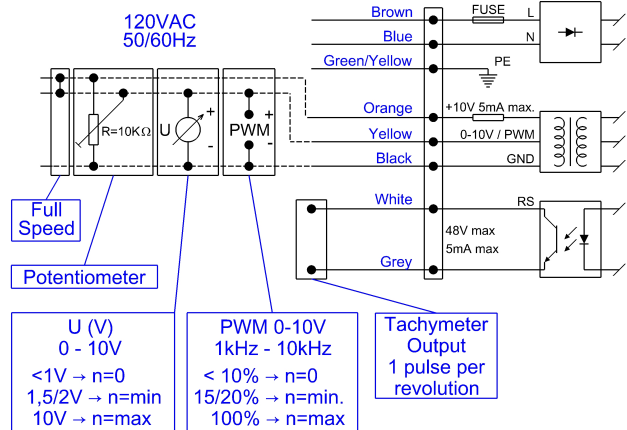 120VAC
50/60Hz
Brown
FUSE
L
Blue
N
Green/Yellow
PE
Orange
+10V 5mA max.
Yellow
0-10V / PWM
Black
GND
R=10KΩ
U
+
-
PWM
+
-
White
RS
48V max
5mA max
Grey
Full
Speed
Potentiometer
U (V)
0 - 10V
<1V → n=0
1,5/2V → n=min
10V → n=max
PWM 0-10V
1kHz - 10kHz
< 10% → n=0
15/20% → n=min.
100% → n=max
Tachymeter
Output
1 pulse per
revolution